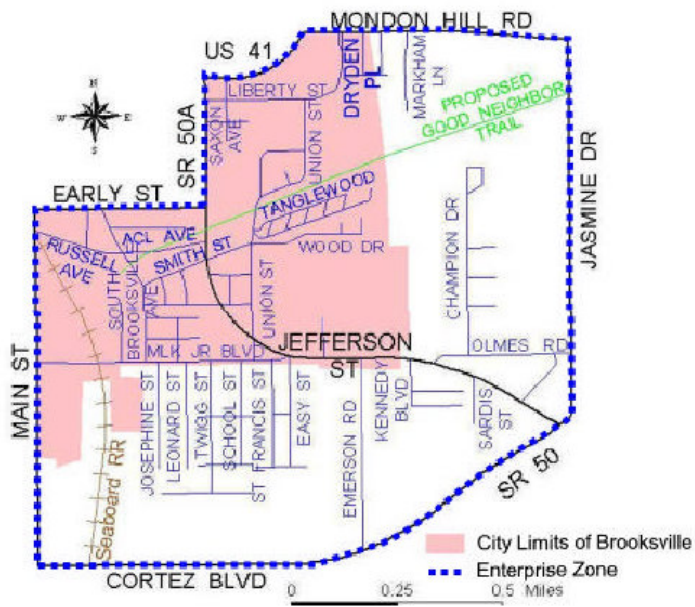 MONDON HILL RD
US 41
DRYDEN
PL
MARKHAM
LN
LIBERTY ST
SR 50A
SAXON
AVE
UNION ST
PROPOSED
GOOD NEIGHBOR
TRAIL
N
W E
S
EARLY ST
TANGLEWOOD
JASMINE DR
ACL AVE
RUSSELL
AVE
SMITH ST
WOOD DR
CHAMPION DR
SOUTH
BROOKSVILLE
AVE
UNION ST
JEFFERSON
ST
OLMES RD
MLK JR BLVD
MAIN ST
JOSEPHINE ST
LEONARD ST
TWIGG ST
SCHOOL ST
ST FRANCIS ST
EASY ST
EMERSON RD
KENNEDY
BLVD
SARDIS
ST
SR 50
Seaboard RR
CORTEZ BLVD
City Limits of Brooksville
Enterprise Zone
0 0.25 0.5 Miles